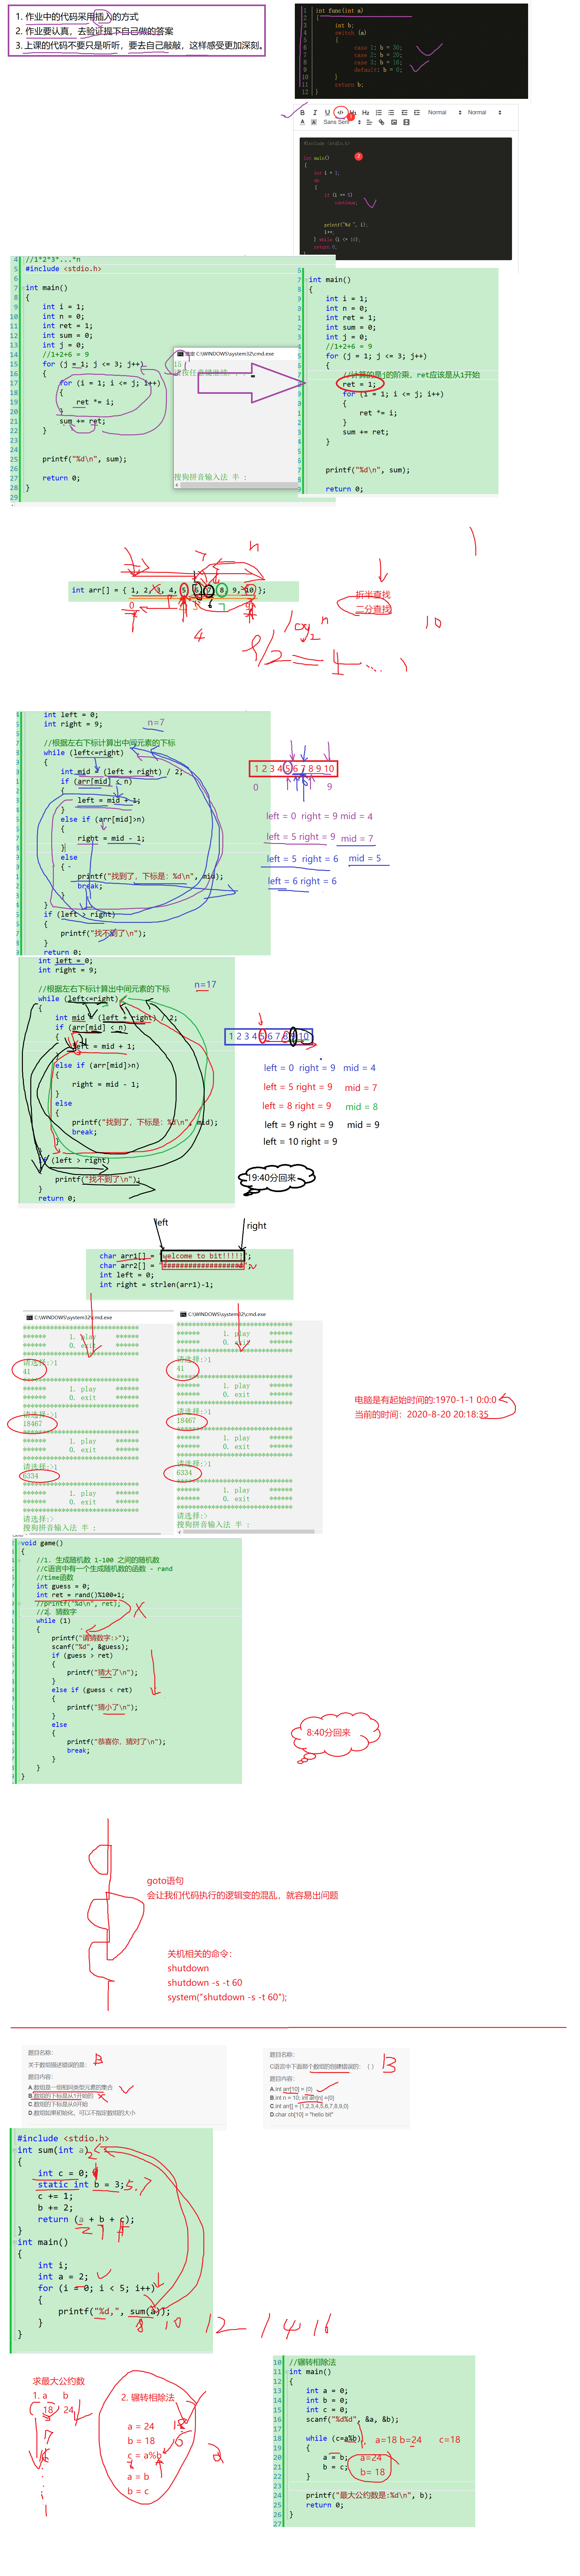 1. 作业中的代码采用插入的方式
2. 作业要认真，去验证提下自己做的答案
3.上课的代码不要只是听听，要去自己敲敲，这样感受更加深刻。
int func(int a)
{
int b;
switch (a)
{
case 1: b = 30;
case 2: b = 20;
case 3: b = 16;
default: b = 0;
}
return b;
}
Normal
Normal
Sans Serif
#include <stdio.h>
int main()
{
int i = 1;
do
{
if (i == 5)
continue;
printf("%d ", i);
i++;
} while (i <= 10);
return 0;
//1*2*3*...*n
#include <stdio.h>
int main()
{
int i = 1;
int n = 0;
int ret = 1;
int sum = 0;
int j = 0;
//1+2+6 = 9
for (j = 1; j <= 3; j++)
{
for (i = 1; i <= j; i++)
{
ret *= i;
}
sum += ret;
}
printf("%d\n", sum);
return 0;
}
C:\WINDOWS\system32\cmd.exe
15
搜狗拼音输入法 半 :
int main()
{
int i = 1;
int n = 0;
int ret = 1;
int sum = 0;
int j = 0;
//1+2+6 = 9
for (j = 1; j <= 3; j++)
{
//计算的是j的阶乘，ret应该是从1开始
ret = 1;
for (i = 1; i <= j; i++)
{
ret *= i;
}
sum += ret;
}
printf("%d\n", sum);
return 0;
int arr[] = { 1, 2, 3, 4, 5, 6, 7, 8, 9, 10 };
折半查找
二分查找
10
int left = 0;
int right = 9;
n=7
//根据左右下标计算出中间元素的下标
while (left<=right)
{
int mid = (left + right) / 2;
if (arr[mid] < n)
{
left = mid + 1;
}
else if (arr[mid]>n)
{
right = mid - 1;
}
else
{
printf("找到了，下标是：%d\n", mid);
break;
}
}
if (left > right)
{
printf("找不到了\n");
}
return 0;
1 2 3 4 5 6 7 8 9 10
0 9
left = 0 right = 9 mid = 4
left = 5 right = 9 mid = 7
left = 5 right = 6 mid = 5
left = 6 right = 6
int left = 0;
int right = 9;
n=17
//根据左右下标计算出中间元素的下标
while (left<=right)
{
int mid = (left + right) / 2;
if (arr[mid] < n)
{
left = mid + 1;
}
else if (arr[mid]>n)
{
right = mid - 1;
}
else
{
printf("找到了，下标是：%d\n", mid);
break;
}
}
if (left > right)
{
printf("找不到了\n");
}
return 0;
1 2 3 4 5 6 7 8 9 10
left = 0 right = 9 mid = 4
left = 5 right = 9 mid = 7
left = 8 right = 9 mid = 8
left = 9 right = 9 mid = 9
left = 10 right = 9
19:40分回来
left right
char arr1[] = "welcome to bit!!!!!";
char arr2[] = "###################";
int left = 0;
int right = strlen(arr1)-1;
C:\WINDOWS\system32\cmd.exe
****** 1. play ******
****** 0. exit ******
请选择:>1
41
****** 1. play ******
****** 0. exit ******
请选择:>1
18467
****** 1. play ******
****** 0. exit ******
请选择:>1
6334
****** 1. play ******
****** 0. exit ******
请选择:>
搜狗拼音输入法 半 :
C:\WINDOWS\system32\cmd.exe
****** 1. play ******
****** 0. exit ******
请选择:>1
41
****** 1. play ******
****** 0. exit ******
请选择:>1
18467
****** 1. play ******
****** 0. exit ******
请选择:>1
6334
****** 1. play ******
****** 0. exit ******
请选择:>
搜狗拼音输入法 半 :
电脑是有起始时间的:1970-1-1 0:0:0
当前的时间：2020-8-20 20:18:35
void game()
{
//1. 生成随机数 1-100 之间的随机数
//C语言中有一个生成随机数的函数 - rand
//time函数
int guess = 0;
int ret = rand()%100+1;
//printf("%d\n", ret);
//2. 猜数字
while (1)
{
printf("请猜数字:>");
scanf("%d", &guess);
if (guess > ret)
{
printf("猜大了\n");
}
else if (guess < ret)
{
printf("猜小了\n");
}
else
{
printf("恭喜你，猜对了\n");
break;
}
}
}
8:40分回来
goto语句
会让我们代码执行的逻辑变的混乱，就容易出问题
关机相关的命令：
shutdown
shutdown -s -t 60
system("shutdown -s -t 60");
题目名称：
关于数组描述错误的是：
B
题目内容：
A.数组是一组相同类型元素的集合
B.数组的下标是从1开始的
C.数组的下标是从0开始
D.数组如果初始化，可以不指定数组的大小
题目名称：
C语言中下面那个数组的创建错误的：（ ）
B
题目内容：
A.int arr[10] = {0}
B.int n = 10; int arr[n] ={0}
C.int arr[] = {1,2,3,4,5,6,7,8,9,0}
D.char ch[10] = "hello bit"
#include <stdio.h>
int sum(int a)
{
int c = 0;
static int b = 3;
c += 1;
b += 2;
return (a + b + c);
}
int main()
{
int i;
int a = 2;
for (i = 0; i < 5; i++)
{
printf("%d,", sum(a));
}
}
8 10 12 14 16
求最大公约数
1. a b
18 24
2. 辗转相除法
a = 24
b = 18
c = a%b
a = b
b = c
//辗转相除法
int main()
{
int a = 0;
int b = 0;
int c = 0;
scanf("%d%d", &a, &b);
while (c=a%b)
a=18 b=24 c=18
{
a = b;
b = c;
a=24
b= 18
}
printf("最大公约数是:%d\n", b);
return 0;
}